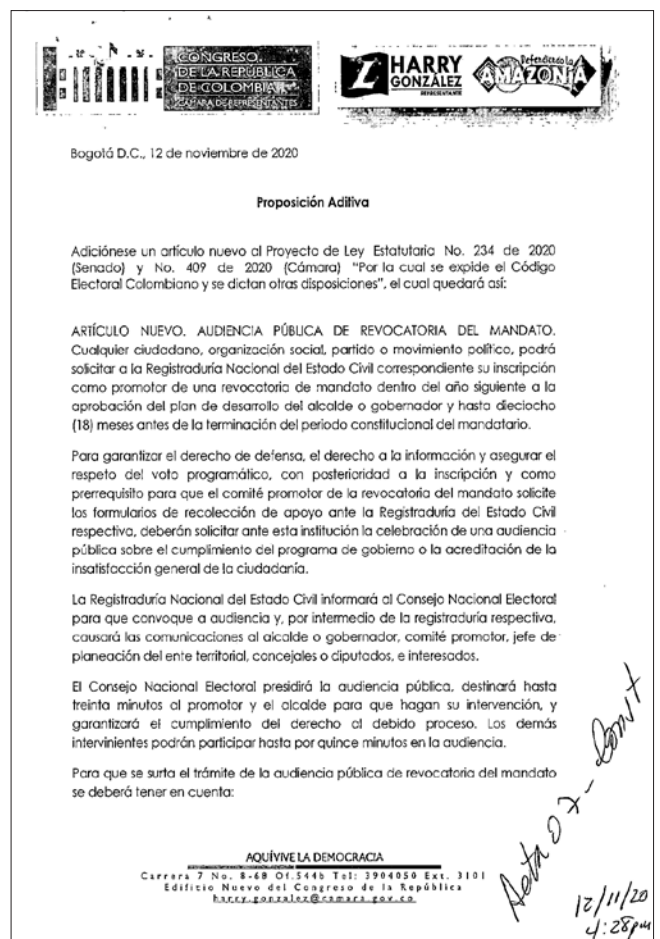 CONGRESO
DE LA REPÚBLICA
DE COLOMBIA
CÁMARA DE REPRESENTANTES
HARRY
GONZÁLEZ
REPRESENTANTE
Defendiendo la
AMAZONÍA
Bogotá D.C., 12 de noviembre de 2020
Proposición Aditiva
Adiciónese un artículo nuevo al Proyecto de Ley Estatutaria No. 234 de 2020
(Senado) y No. 409 de 2020 (Cámara) "Por la cual se expide el Código
Electoral Colombiano y se dictan otras disposiciones", el cual quedará así:
ARTÍCULO NUEVO. AUDIENCIA PÚBLICA DE REVOCATORIA DEL MANDATO.
Cualquier ciudadano, organización social, partido o movimiento político, podrá
solicitar a la Registraduría Nacional del Estado Civil correspondiente su inscripción
como promotor de una revocatoria de mandato dentro del año siguiente a la
aprobación del plan de desarrollo del alcalde o gobernador y hasta dieciocho
(18) meses antes de la terminación del periodo constitucional del mandatario.
Para garantizar el derecho de defensa, el derecho a la información y asegurar el
respeto del voto programático, con posterioridad a la inscripción y como
prerrequisito para que el comité promotor de la revocatoria del mandato solicite
los formularios de recolección de apoyo ante la Registraduría del Estado Civil
respectiva, deberán solicitar ante esta institución la celebración de una audiencia
pública sobre el cumplimiento del programa de gobierno o la acreditación de la
insatisfacción general de la ciudadanía.
La Registraduría Nacional del Estado Civil informará al Consejo Nacional Electoral
para que convoque a audiencia y, por intermedio de la registraduría respectiva,
causará las comunicaciones al alcalde o gobernador, comité promotor, jefe de
planeación del ente territorial, concejales o diputados, e interesados.
El Consejo Nacional Electoral presidirá la audiencia pública, destinará hasta
treinta minutos al promotor y el alcalde para que hagan su intervención, y
garantizará el cumplimiento del derecho al debido proceso. Los demás
intervinientes podrán participar hasta por quince minutos en la audiencia.
Para que se surta el trámite de la audiencia pública de revocatoria del mandato
se deberá tener en cuenta:
AQUÍVIVE LA DEMOCRACIA
Carrera 7 No. 8-68 Of.544b Tel: 3904050 Ext. 3101
Edificio Nuevo del Congreso de la República
harry.gonzalez@camara.gov.co
Acta 07 -
12/11/20
4:28pm